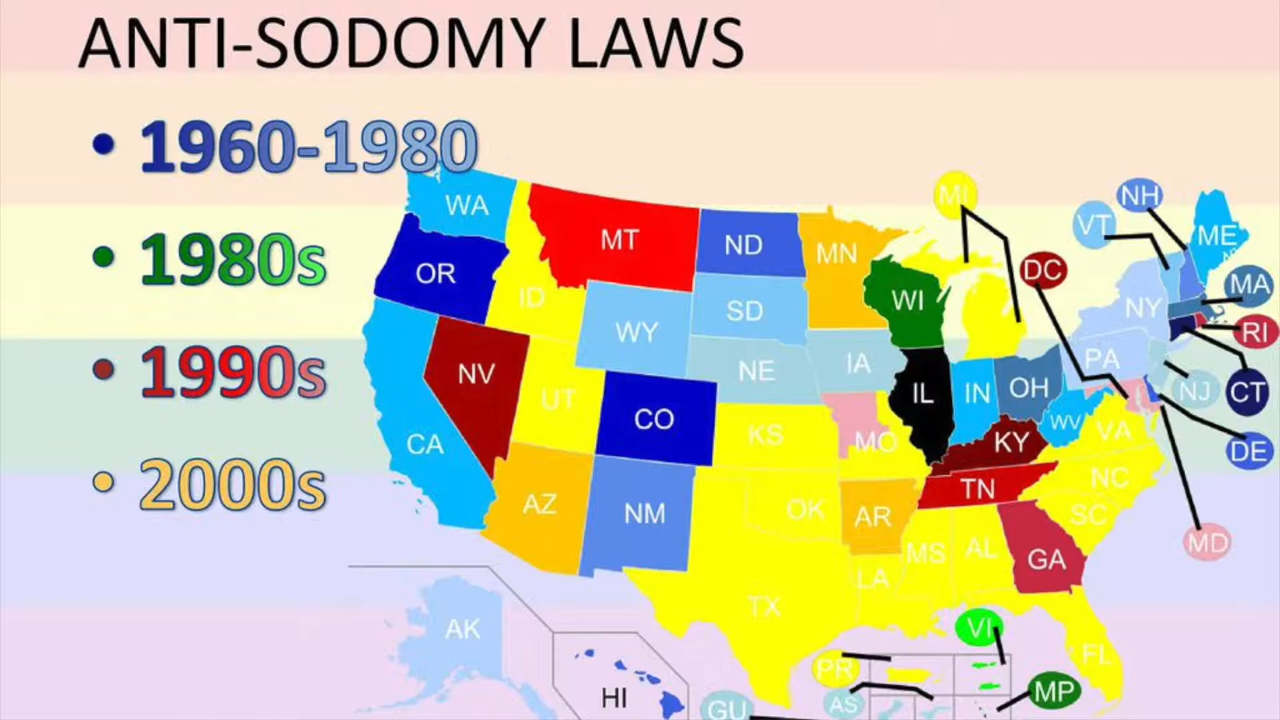 ANTI-SODOMY LAWS
• 1960-1980
• 1980s
• 1990s
• 2000s
WA
OR
CA
NV
ID
MT
WY
UT
CO
AZ
NM
ND
SD
NE
KS
OK
TX
MN
IA
MO
AR
LA
WI
IL
MI
IN
OH
KY
TN
MS
AL
GA
FL
SC
NC
VA
WV
PA
NY
VT
NH
ME
MA
RI
CT
NJ
DE
MD
DC
AK
HI
GU
PR
AS
VI
MP